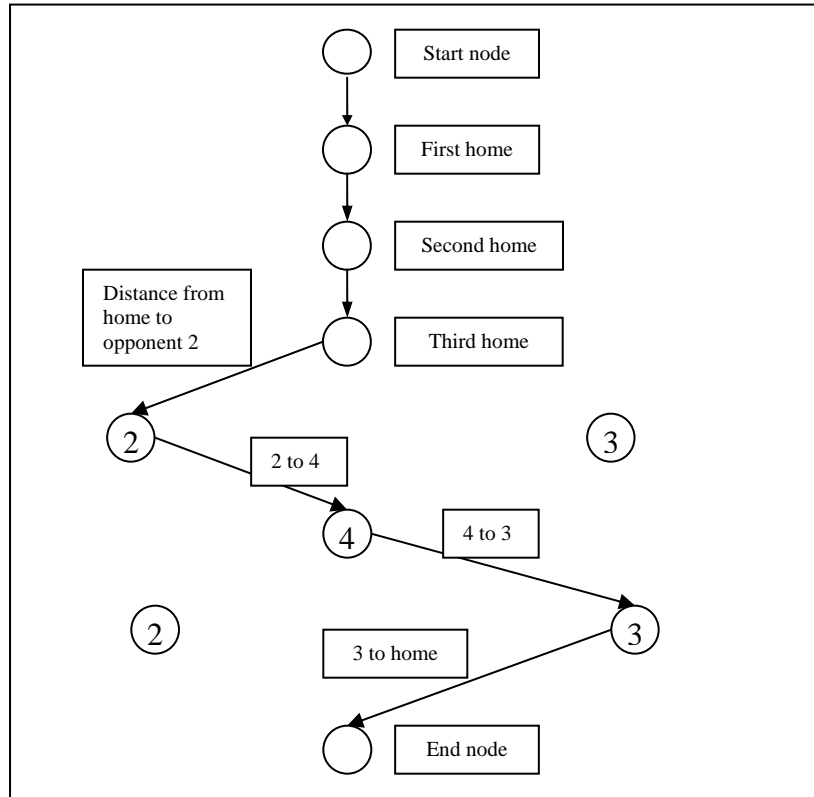 Start node
First home
Second home
Distance from
home to
opponent 2
Third home
2
3
2 to 4
4
4 to 3
2
3
3 to home
End node